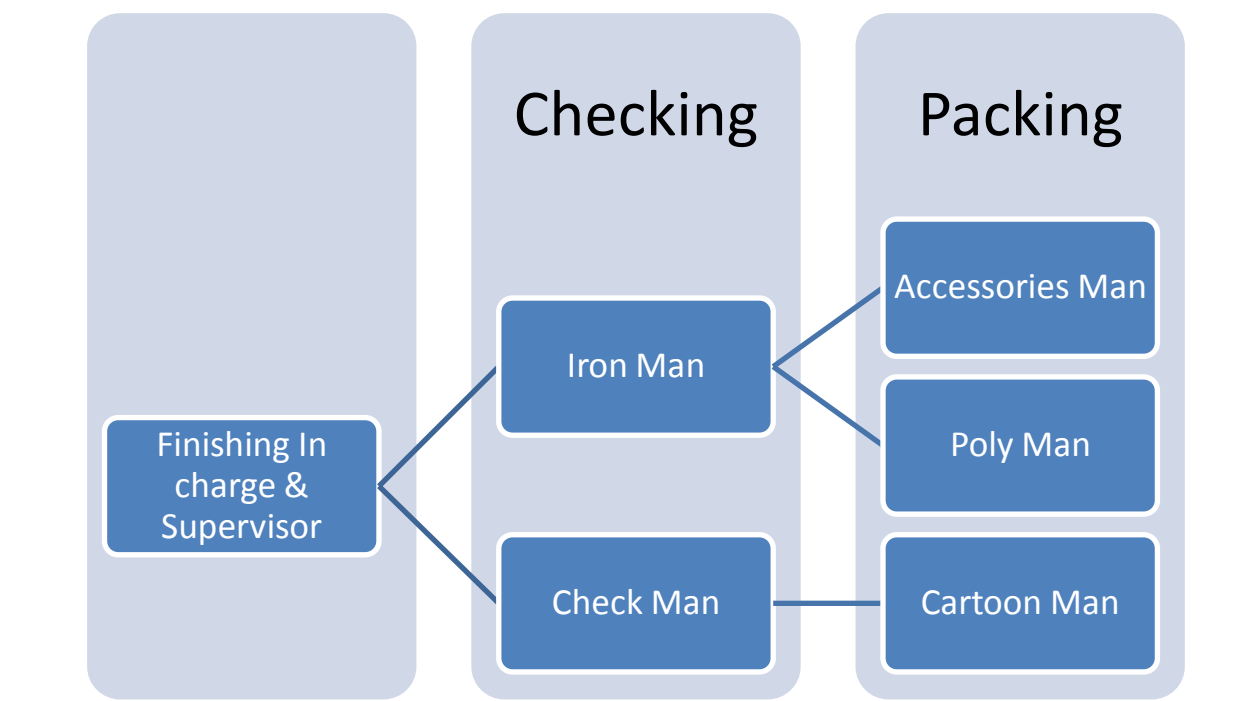 Checking
Packing
Finishing In
charge &
Supervisor
Iron Man
Check Man
Accessories Man
Poly Man
Cartoon Man